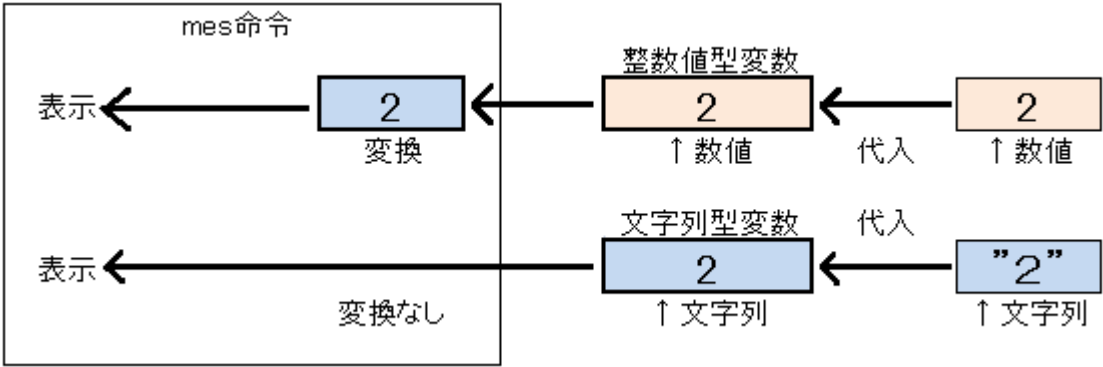 mes命令
整数値型変数
表示
2
2
2
変換
↑数値
代入
↑数値
文字列型変数
代入
表示
2
”2”
変換なし
↑文字列
↑文字列